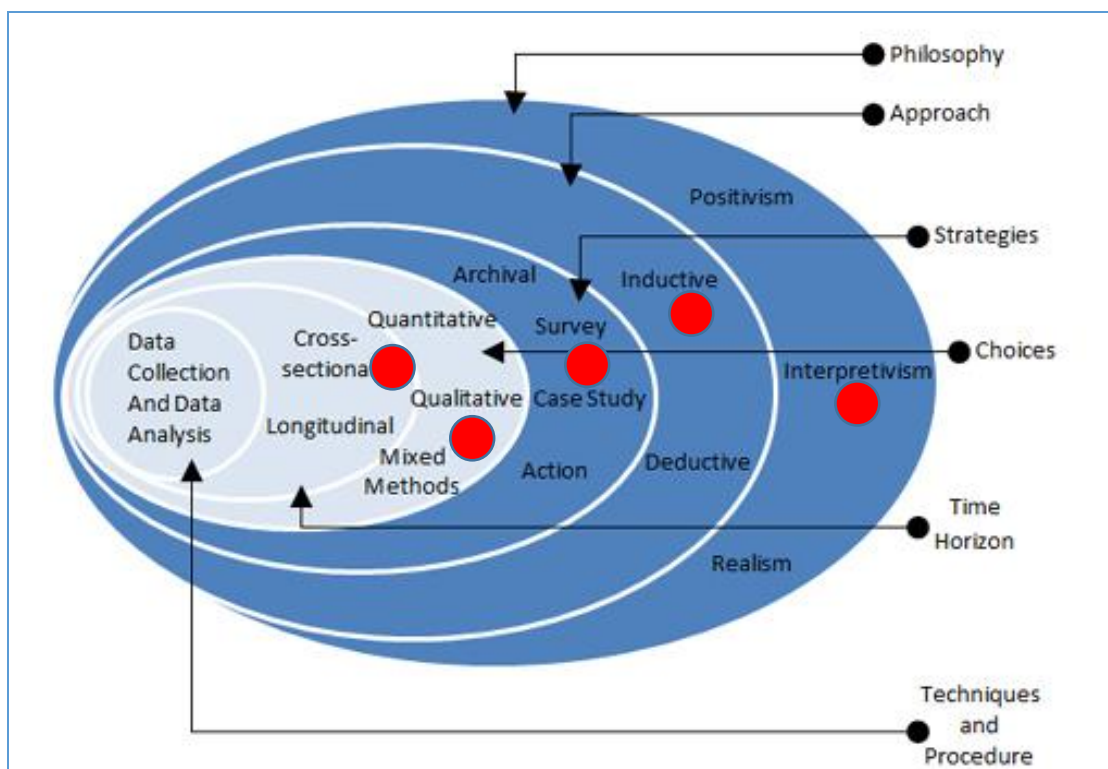 Philosophy
Approach
Positivism
Strategies
Archival
Inductive
Quantitative
Survey
Data
Collection
And Data
Analysis
Cross-
sectiona
Choices
Interpretivism
Qualitative
Case Study
Longitudinal
Mixed
Methods
Action
Deductive
Time
Horizon
Realism
Techniques
and
Procedure